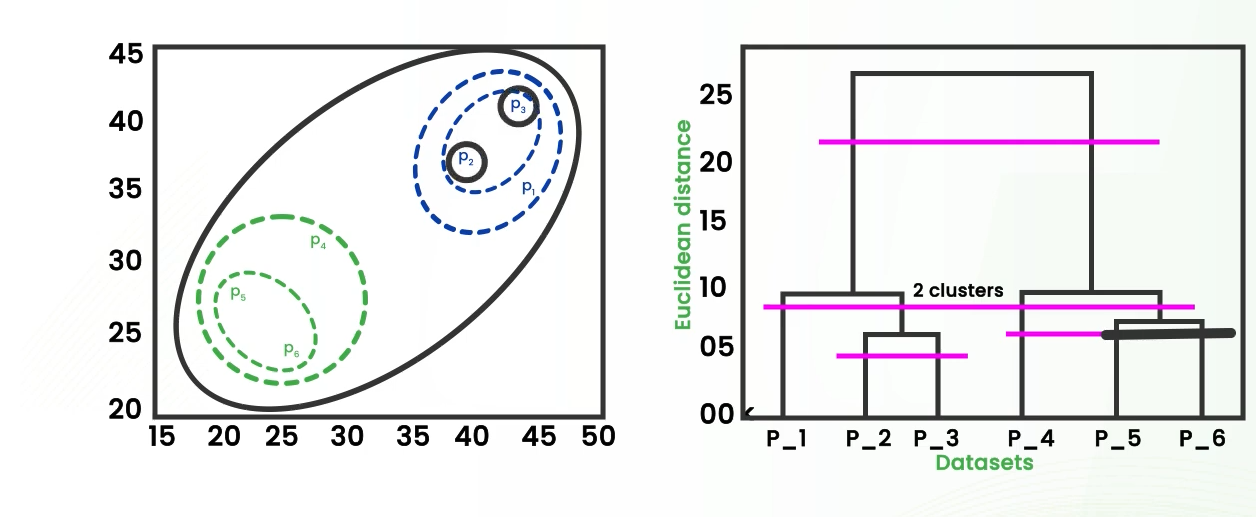 45
40
35
30
25
20
15 20 25 30 35 40 45 50
p₃
p₂
p₁
p₄
p₅
p₆
Euclidean distance
25
20
15
10
05
00
2 clusters
P_1 P_2 P_3 P_4 P_5 P_6
Datasets